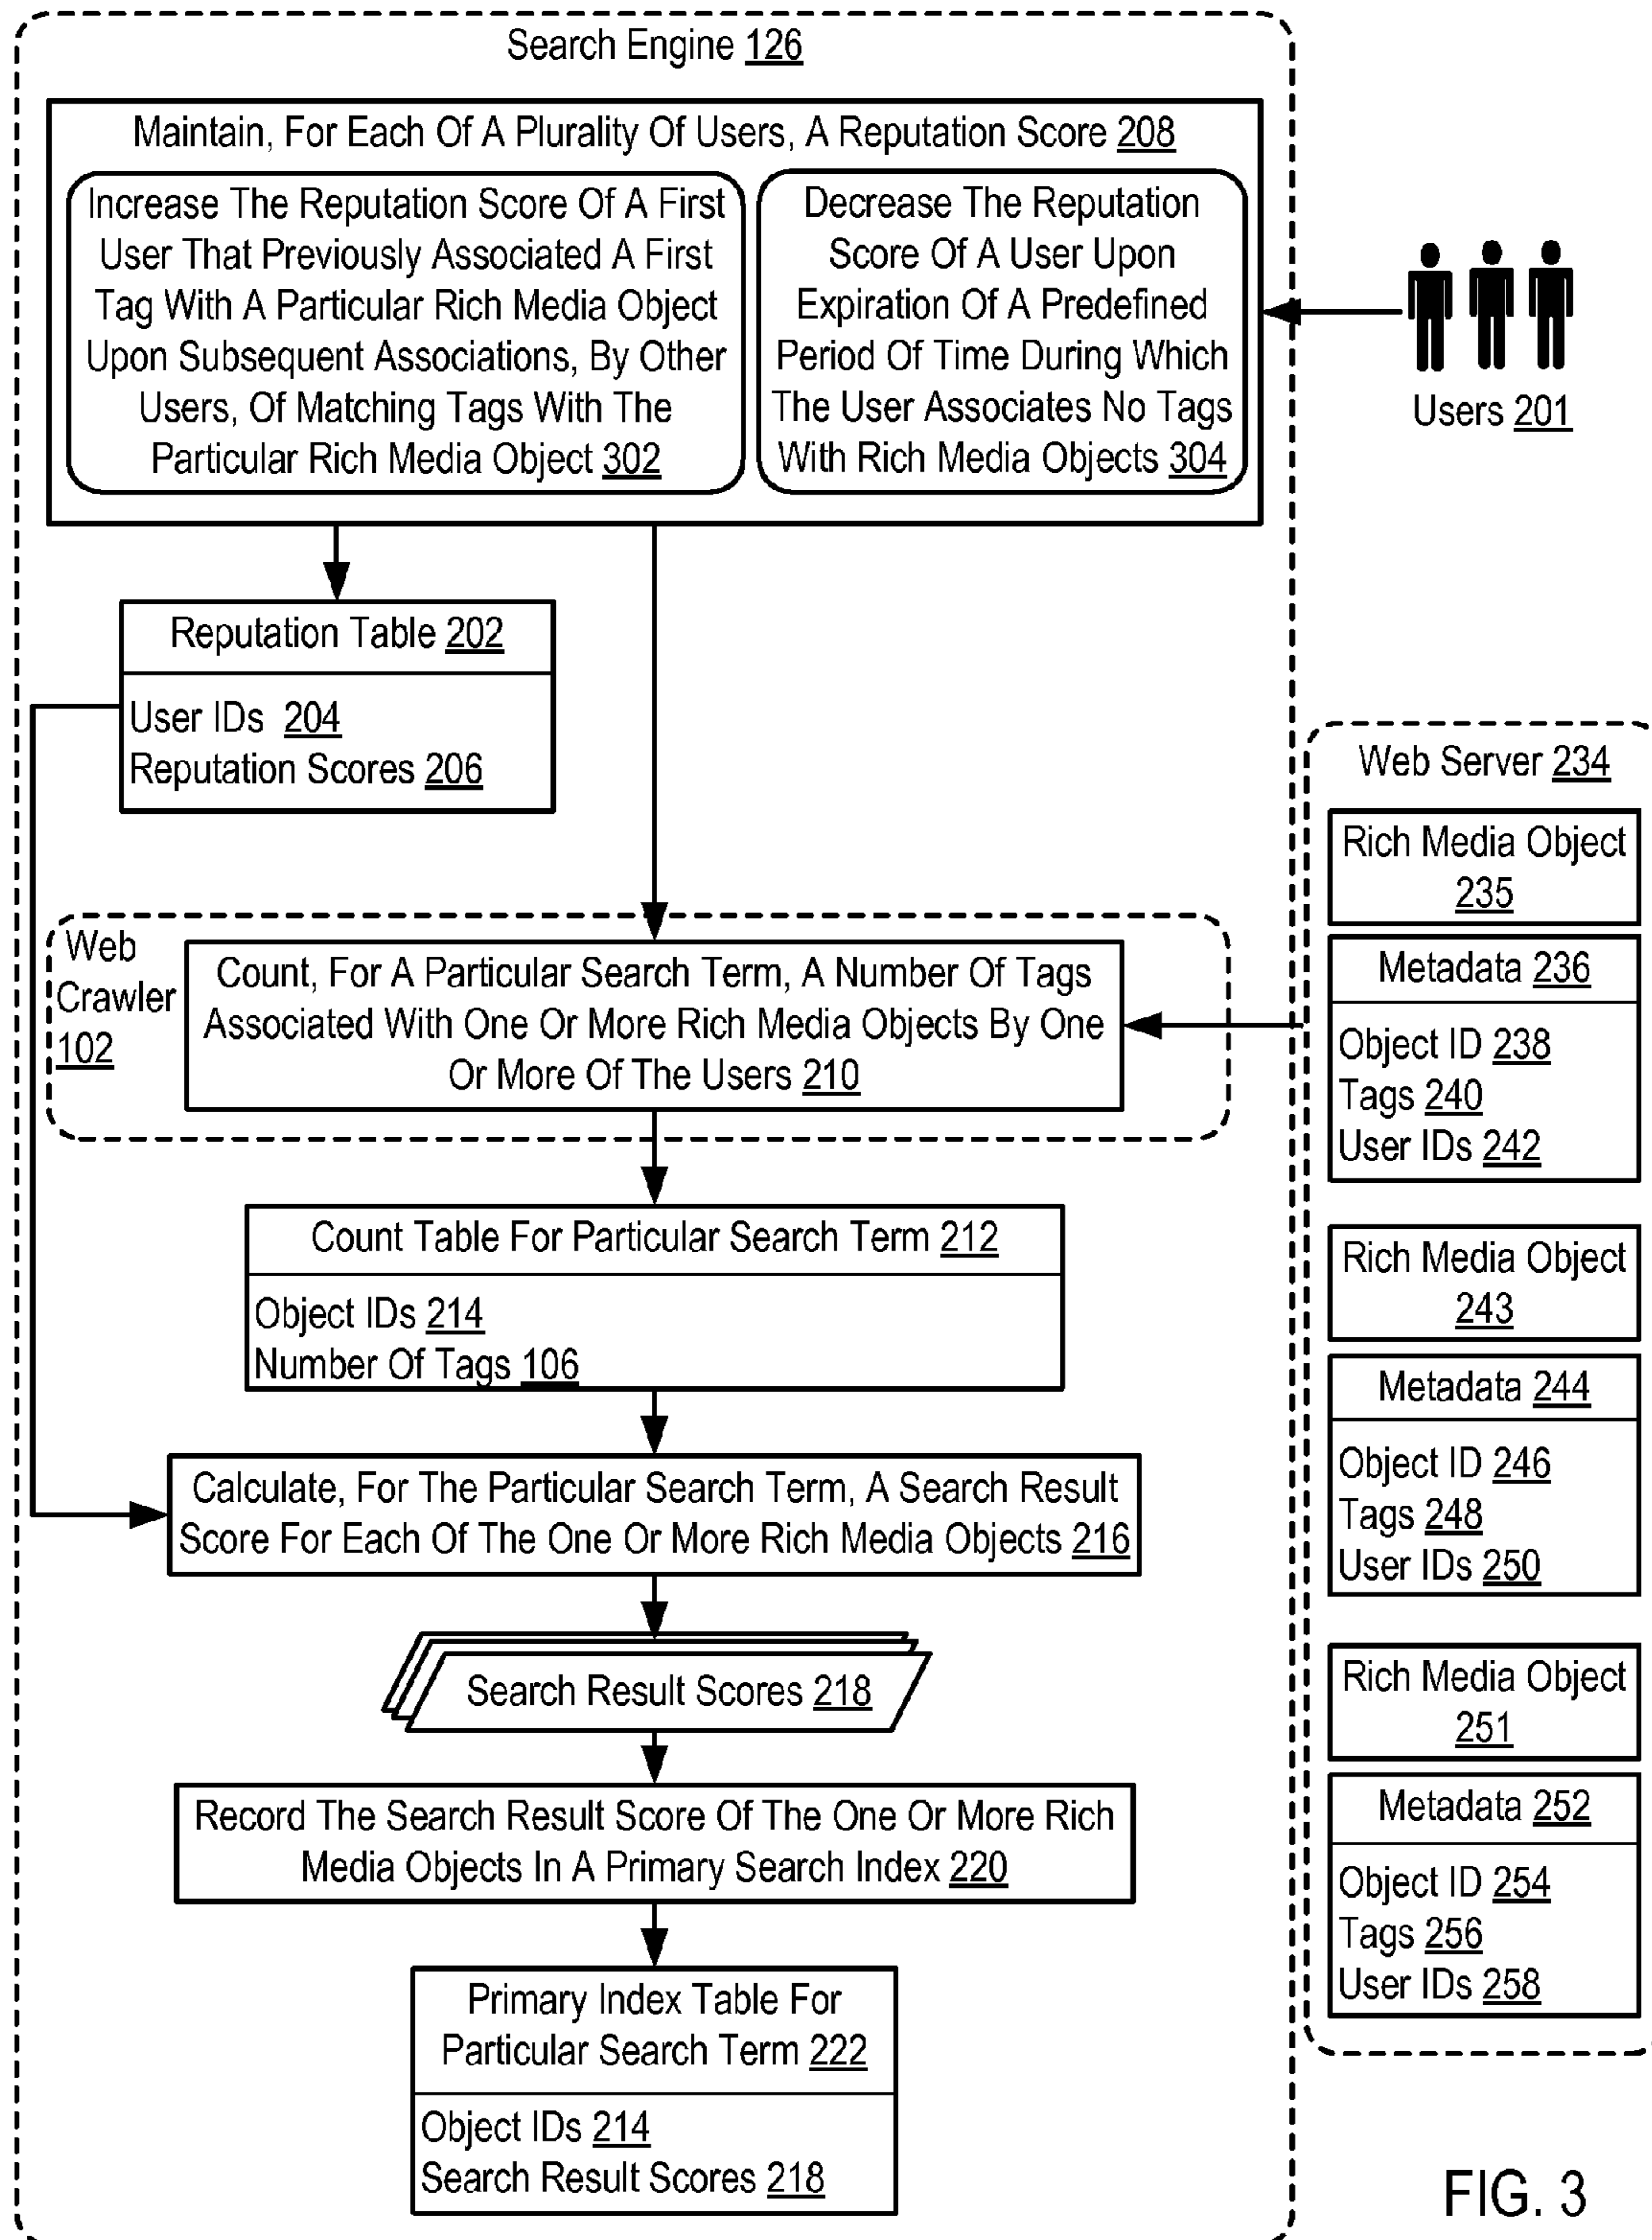 Search Engine 126
Maintain, For Each Of A Plurality Of Users, A Reputation Score 208
Increase The Reputation Score Of A First
User That Previously Associated A First
Tag With A Particular Rich Media Object
Upon Subsequent Associations, By Other
Users, Of Matching Tags With The
Particular Rich Media Object 302
Decrease The Reputation
Score Of A User Upon
Expiration Of A Predefined
Period Of Time During Which
The User Associates No Tags
With Rich Media Objects 304
Users 201
Reputation Table 202
User IDs 204
Reputation Scores 206
Web
Crawler
102
Count, For A Particular Search Term, A Number Of Tags
Associated With One Or More Rich Media Objects By One
Or More Of The Users 210
Count Table For Particular Search Term 212
Object IDs 214
Number Of Tags 106
Calculate, For The Particular Search Term, A Search Result
Score For Each Of The One Or More Rich Media Objects 216
Search Result Scores 218
Record The Search Result Score Of The One Or More Rich
Media Objects In A Primary Search Index 220
Primary Index Table For
Particular Search Term 222
Object IDs 214
Search Result Scores 218
Web Server 234
Rich Media Object
235
Metadata 236
Object ID 238
Tags 240
User IDs 242
Rich Media Object
243
Metadata 244
Object ID 246
Tags 248
User IDs 250
Rich Media Object
251
Metadata 252
Object ID 254
Tags 256
User IDs 258
FIG. 3